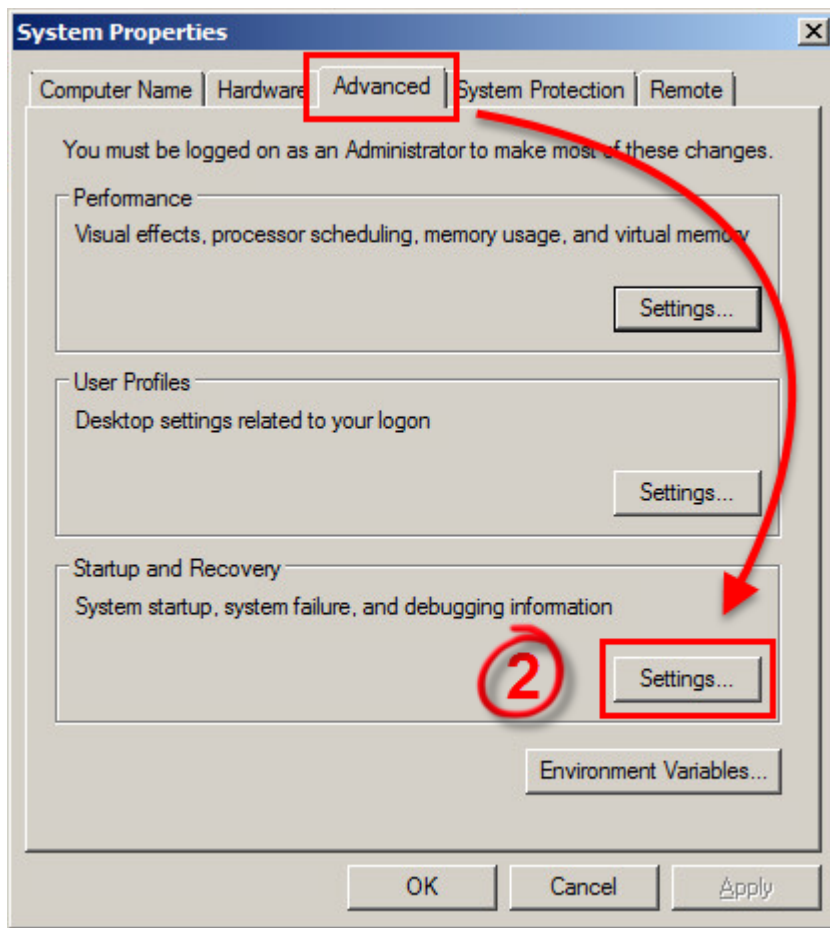 System Properties
Computer Name Hardware Advanced System Protection Remote
You must be logged on as an Administrator to make most of these changes.
Performance
Visual effects, processor scheduling, memory usage, and virtual memory
Settings...
User Profiles
Desktop settings related to your logon
Settings...
Startup and Recovery
System startup, system failure, and debugging information
2 Settings...
Environment Variables...
OK Cancel Apply